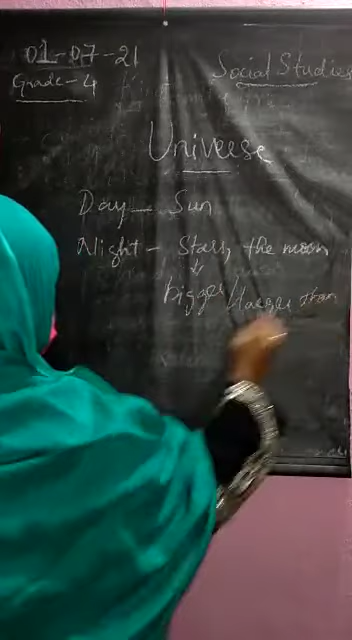 01-07-21
Social Studies
Grade-4
Universe
Day - Sun
Night - Stars, the moon
↓
bigger/larger than